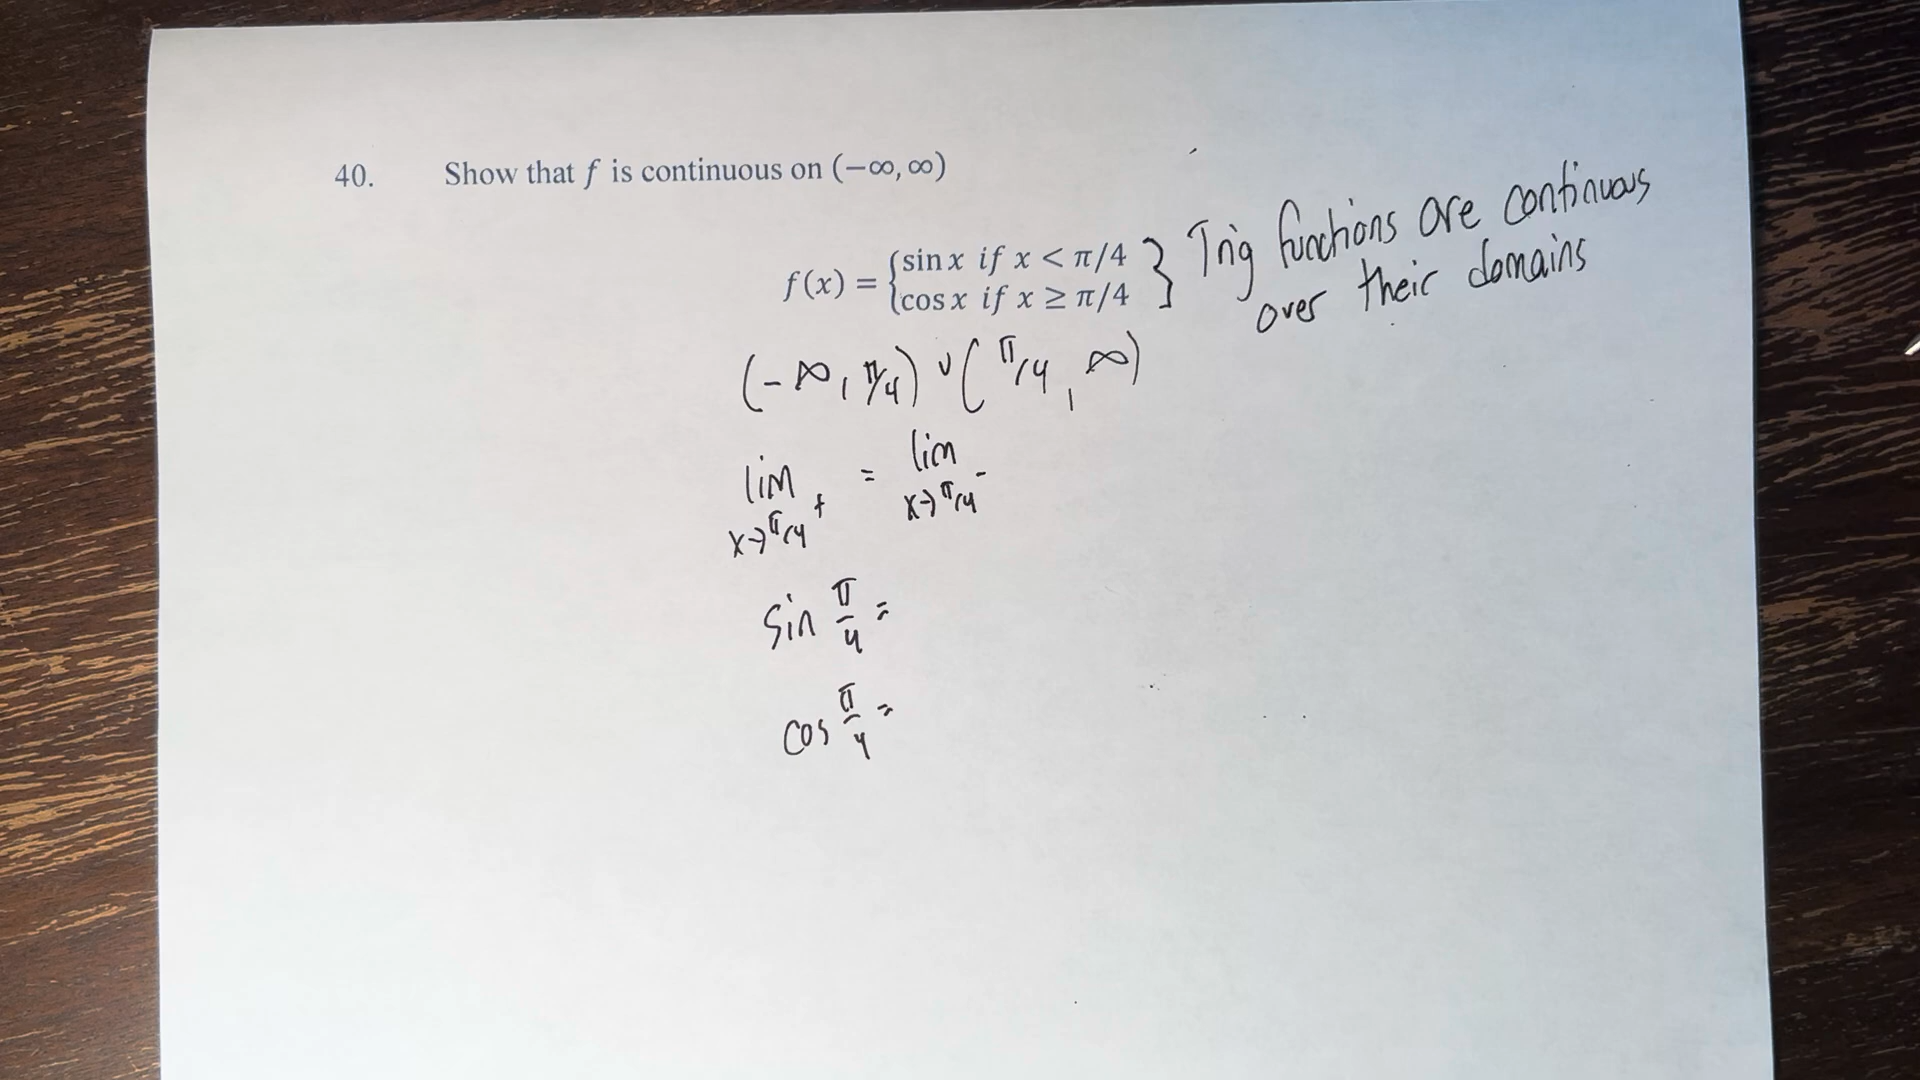 40. Show that f is continuous on (−∞, ∞)
f(x) = { sin x if x < π/4
cos x if x ≥ π/4 } Trig functions are continuous
over their domains
(-∞, π/4) ∪ (π/4, ∞)
lim x→π/4⁺ = lim x→π/4⁻
sin π/4 =
cos π/4 =